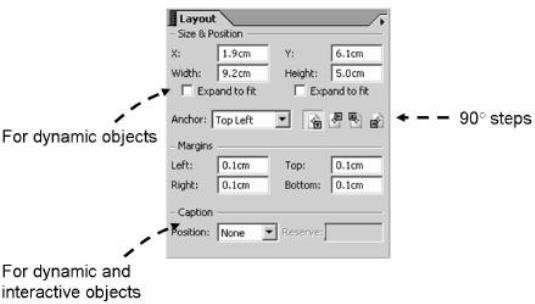 Layout
Size & Position
X: 1.9cm Y: 6.1cm
Width: 9.2cm Height: 5.0cm
Expand to fit Expand to fit
Anchor: Top Left
90° steps
For dynamic objects
Margins
Left: 0.1cm Top: 0.1cm
Right: 0.1cm Bottom: 0.1cm
Caption
Position: None Reserve:
For dynamic and
interactive objects